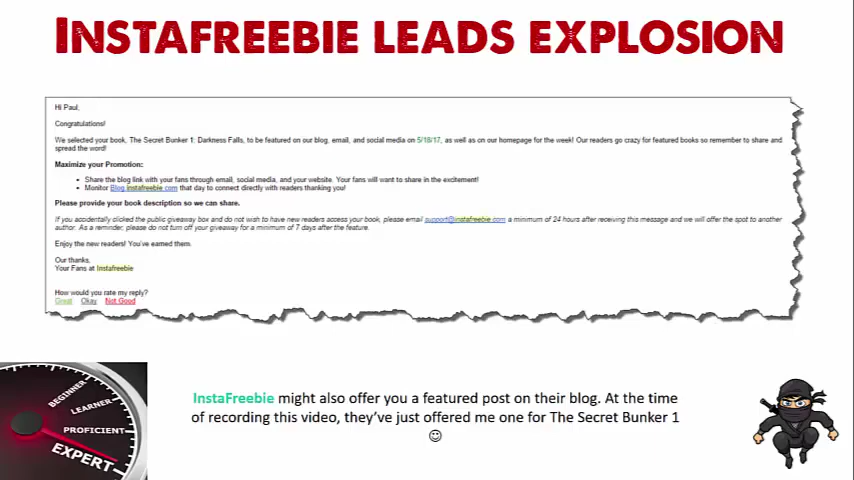 INSTAFREEBIE LEADS EXPLOSION
Hi Paul,
Congratulations!
We selected your book, The Secret Bunker 1: Darkness Falls, to be featured on our blog, email, and social media on 5/18/17, as well as on our homepage for the week! Our readers go crazy for featured books so remember to share and
spread the word!
Maximize your Promotion:
• Share the blog link with your fans through email, social media, and your website. Your fans will want to share in the excitement!
• Monitor Blog.instafreebie.com that day to connect directly with readers thanking you!
Please provide your book description so we can share.
If you accidentally clicked the public giveaway box and do not wish to have new readers access your book, please email support@instafreebie.com a minimum of 24 hours after receiving this message and we will offer the spot to another
author. As a reminder, please do not turn off your giveaway for a minimum of 7 days after the feature.
Enjoy the new readers! You've earned them.
Our thanks,
Your Fans at Instafreebie
How would you rate my reply?
Great Okay Not Good
BEGINNER
LEARNER
PROFICIENT
EXPERT
InstaFreebie might also offer you a featured post on their blog. At the time
of recording this video, they've just offered me one for The Secret Bunker 1
☺